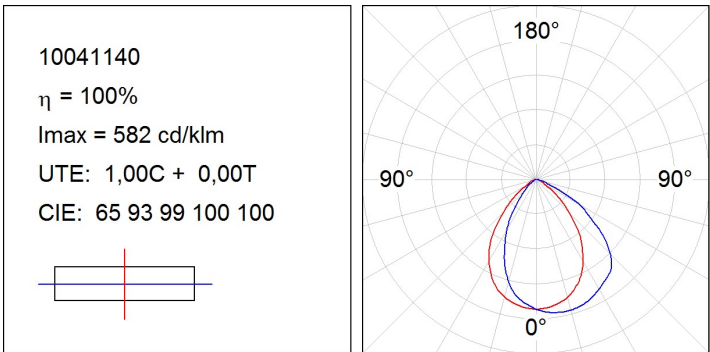 10041140
η = 100%
Imax = 582 cd/klm
UTE: 1,00C + 0,00T
CIE: 65 93 99 100 100
180°
90°
90°
0°